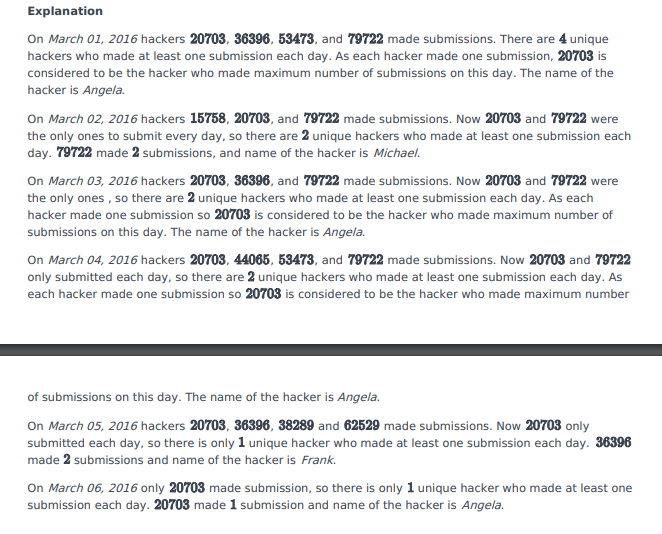 Explanation
On March 01, 2016 hackers 20703, 36396, 53473, and 79722 made submissions. There are 4 unique
hackers who made at least one submission each day. As each hacker made one submission, 20703 is
considered to be the hacker who made maximum number of submissions on this day. The name of the
hacker is Angela.
On March 02, 2016 hackers 15758, 20703, and 79722 made submissions. Now 20703 and 79722 were
the only ones to submit every day, so there are 2 unique hackers who made at least one submission each
day. 79722 made 2 submissions, and name of the hacker is Michael.
On March 03, 2016 hackers 20703, 36396, and 79722 made submissions. Now 20703 and 79722 were
the only ones , so there are 2 unique hackers who made at least one submission each day. As each
hacker made one submission so 20703 is considered to be the hacker who made maximum number of
submissions on this day. The name of the hacker is Angela.
On March 04, 2016 hackers 20703, 44065, 53473, and 79722 made submissions. Now 20703 and 79722
only submitted each day, so there are 2 unique hackers who made at least one submission each day. As
each hacker made one submission so 20703 is considered to be the hacker who made maximum number
of submissions on this day. The name of the hacker is Angela.
On March 05, 2016 hackers 20703, 36396, 38289 and 62529 made submissions. Now 20703 only
submitted each day, so there is only 1 unique hacker who made at least one submission each day. 36396
made 2 submissions and name of the hacker is Frank.
On March 06, 2016 only 20703 made submission, so there is only 1 unique hacker who made at least one
submission each day. 20703 made 1 submission and name of the hacker is Angela.